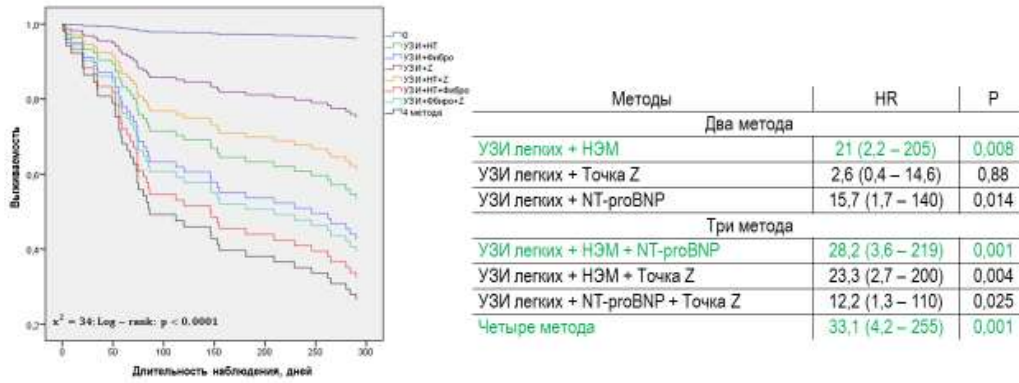 1,0
0,8
0,6
0,4
0,2
Выживаемость
x² = 34; Log – rank: p < 0.0001
0 50 100 150 200 250 300
Длительность наблюдения, дней
0
УЗИ+НТ
УЗИ+Фибро
УЗИ+Z
УЗИ+НТ+Z
УЗИ+НТ+Фибро
УЗИ+Фибро+Z
4 метода
Методы HR P
Два метода
УЗИ легких + НЭМ 21 (2,2 – 205) 0,008
УЗИ легких + Точка Z 2,6 (0,4 – 14,6) 0,88
УЗИ легких + NT-proBNP 15,7 (1,7 – 140) 0,014
Три метода
УЗИ легких + НЭМ + NT-proBNP 28,2 (3,6 – 219) 0,001
УЗИ легких + НЭМ + Точка Z 23,3 (2,7 – 200) 0,004
УЗИ легких + NT-proBNP + Точка Z 12,2 (1,3 – 110) 0,025
Четыре метода 33,1 (4,2 – 255) 0,001